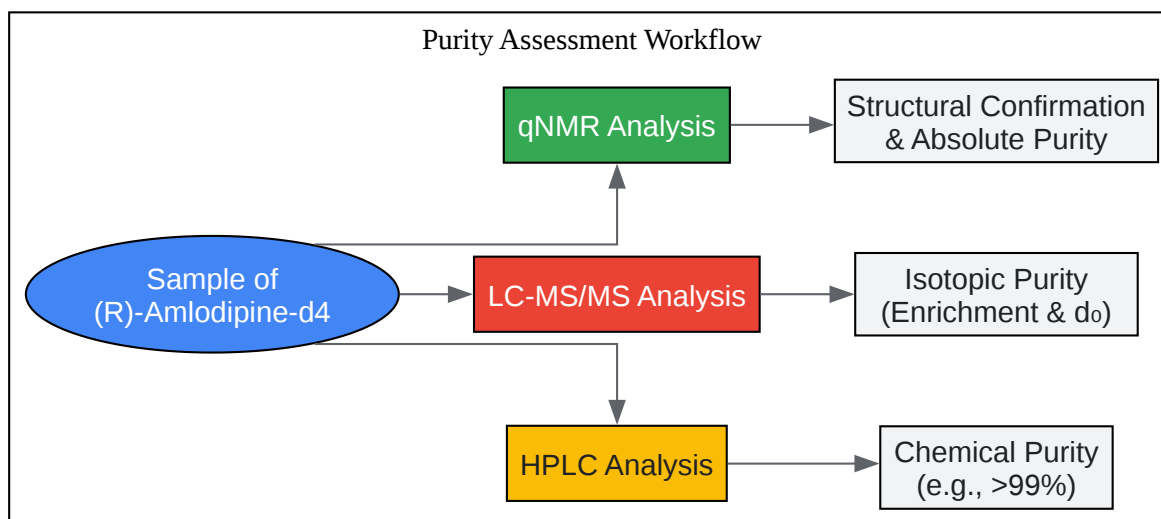 Purity Assessment Workflow
qNMR Analysis
Structural Confirmation
& Absolute Purity
Sample of
(R)-Amlodipine-d4
LC-MS/MS Analysis
Isotopic Purity
(Enrichment & d₀)
HPLC Analysis
Chemical Purity
(e.g., >99%)